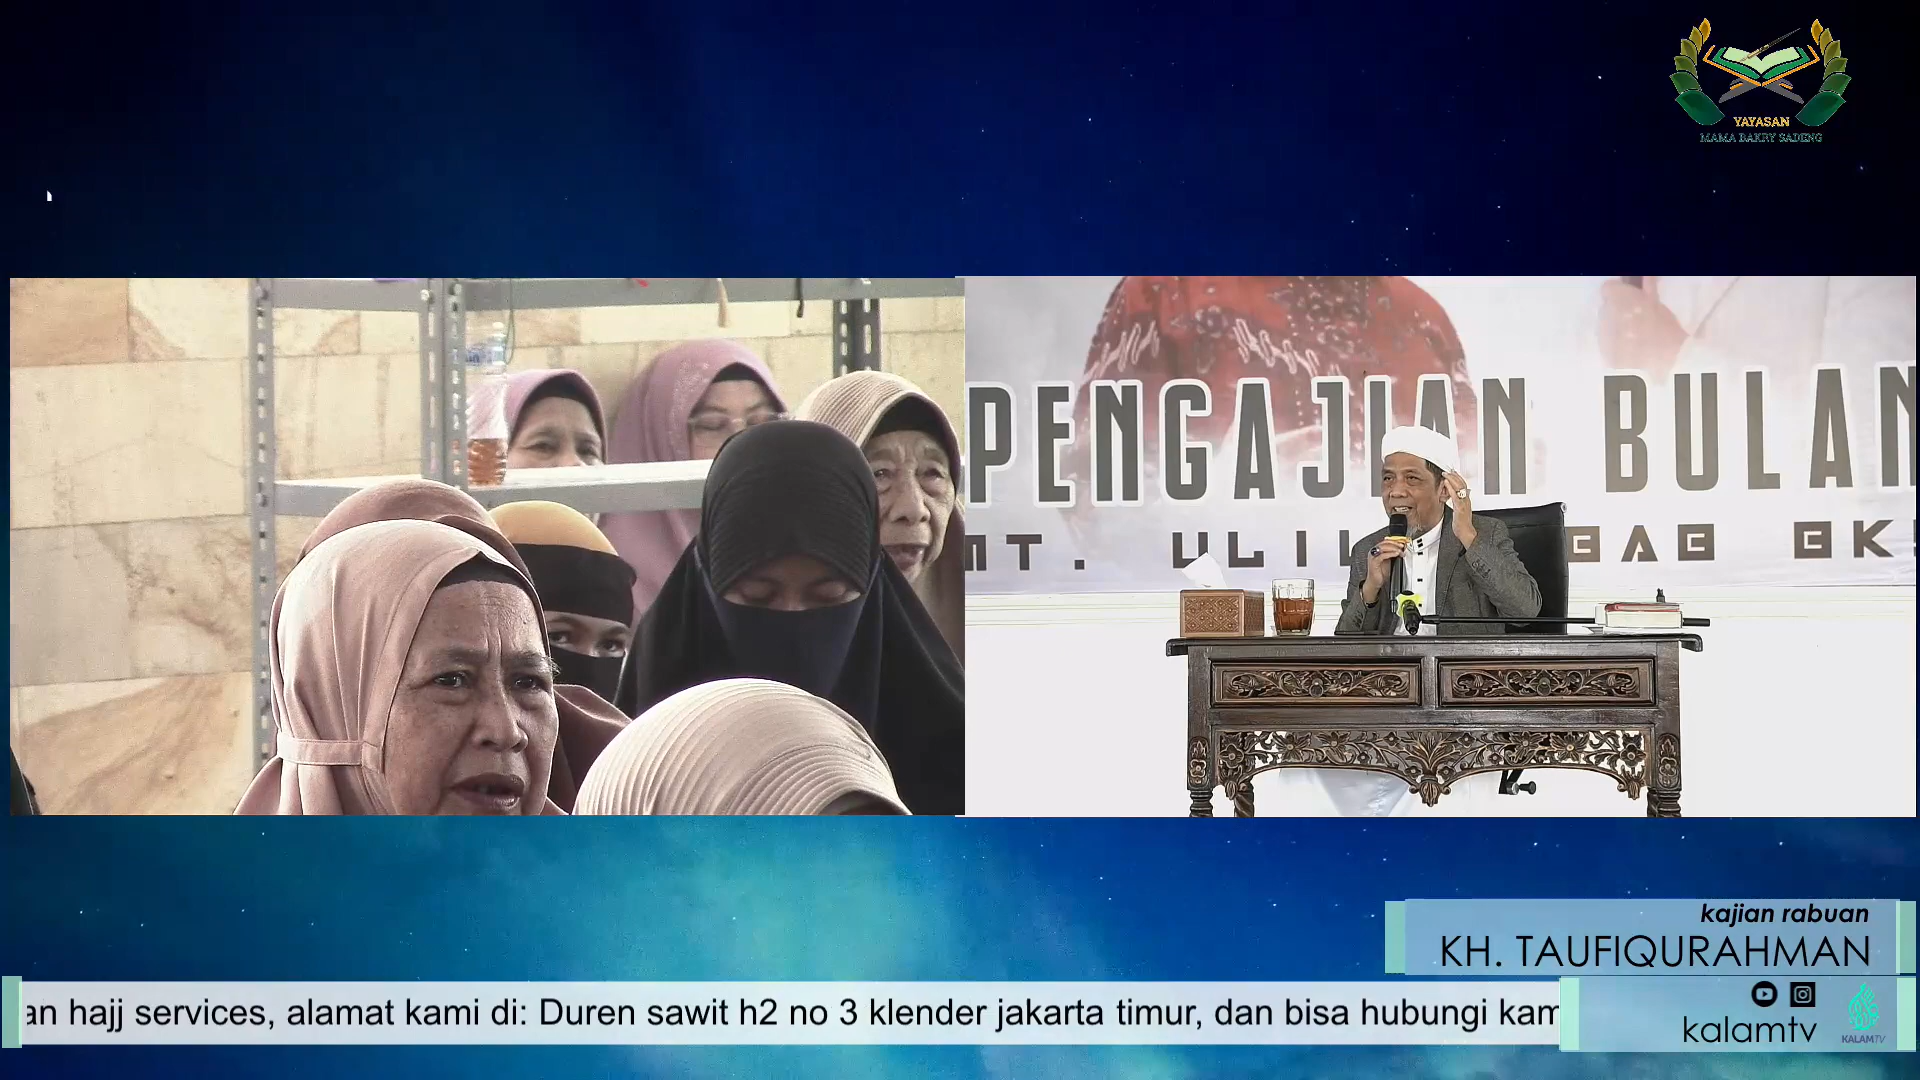 YAYASAN
MAMA BAKRY SADENG
PENGAJIAN BULAN
MT.
kajian rabuan
KH. TAUFIQURAHMAN
an hajj services, alamat kami di: Duren sawit h2 no 3 klender jakarta timur, dan bisa hubungi kam
kalamtv
KALAMTV